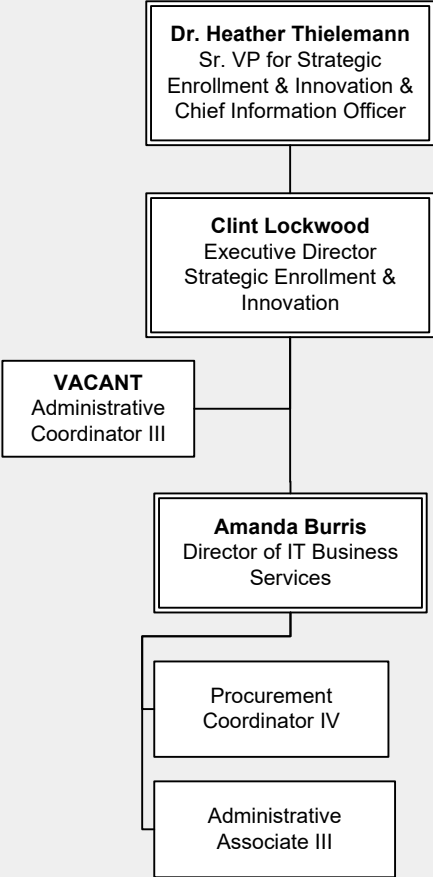 Dr. Heather Thielemann
Sr. VP for Strategic
Enrollment & Innovation &
Chief Information Officer
Clint Lockwood
Executive Director
Strategic Enrollment &
Innovation
VACANT
Administrative
Coordinator III
Amanda Burris
Director of IT Business
Services
Procurement
Coordinator IV
Administrative
Associate III